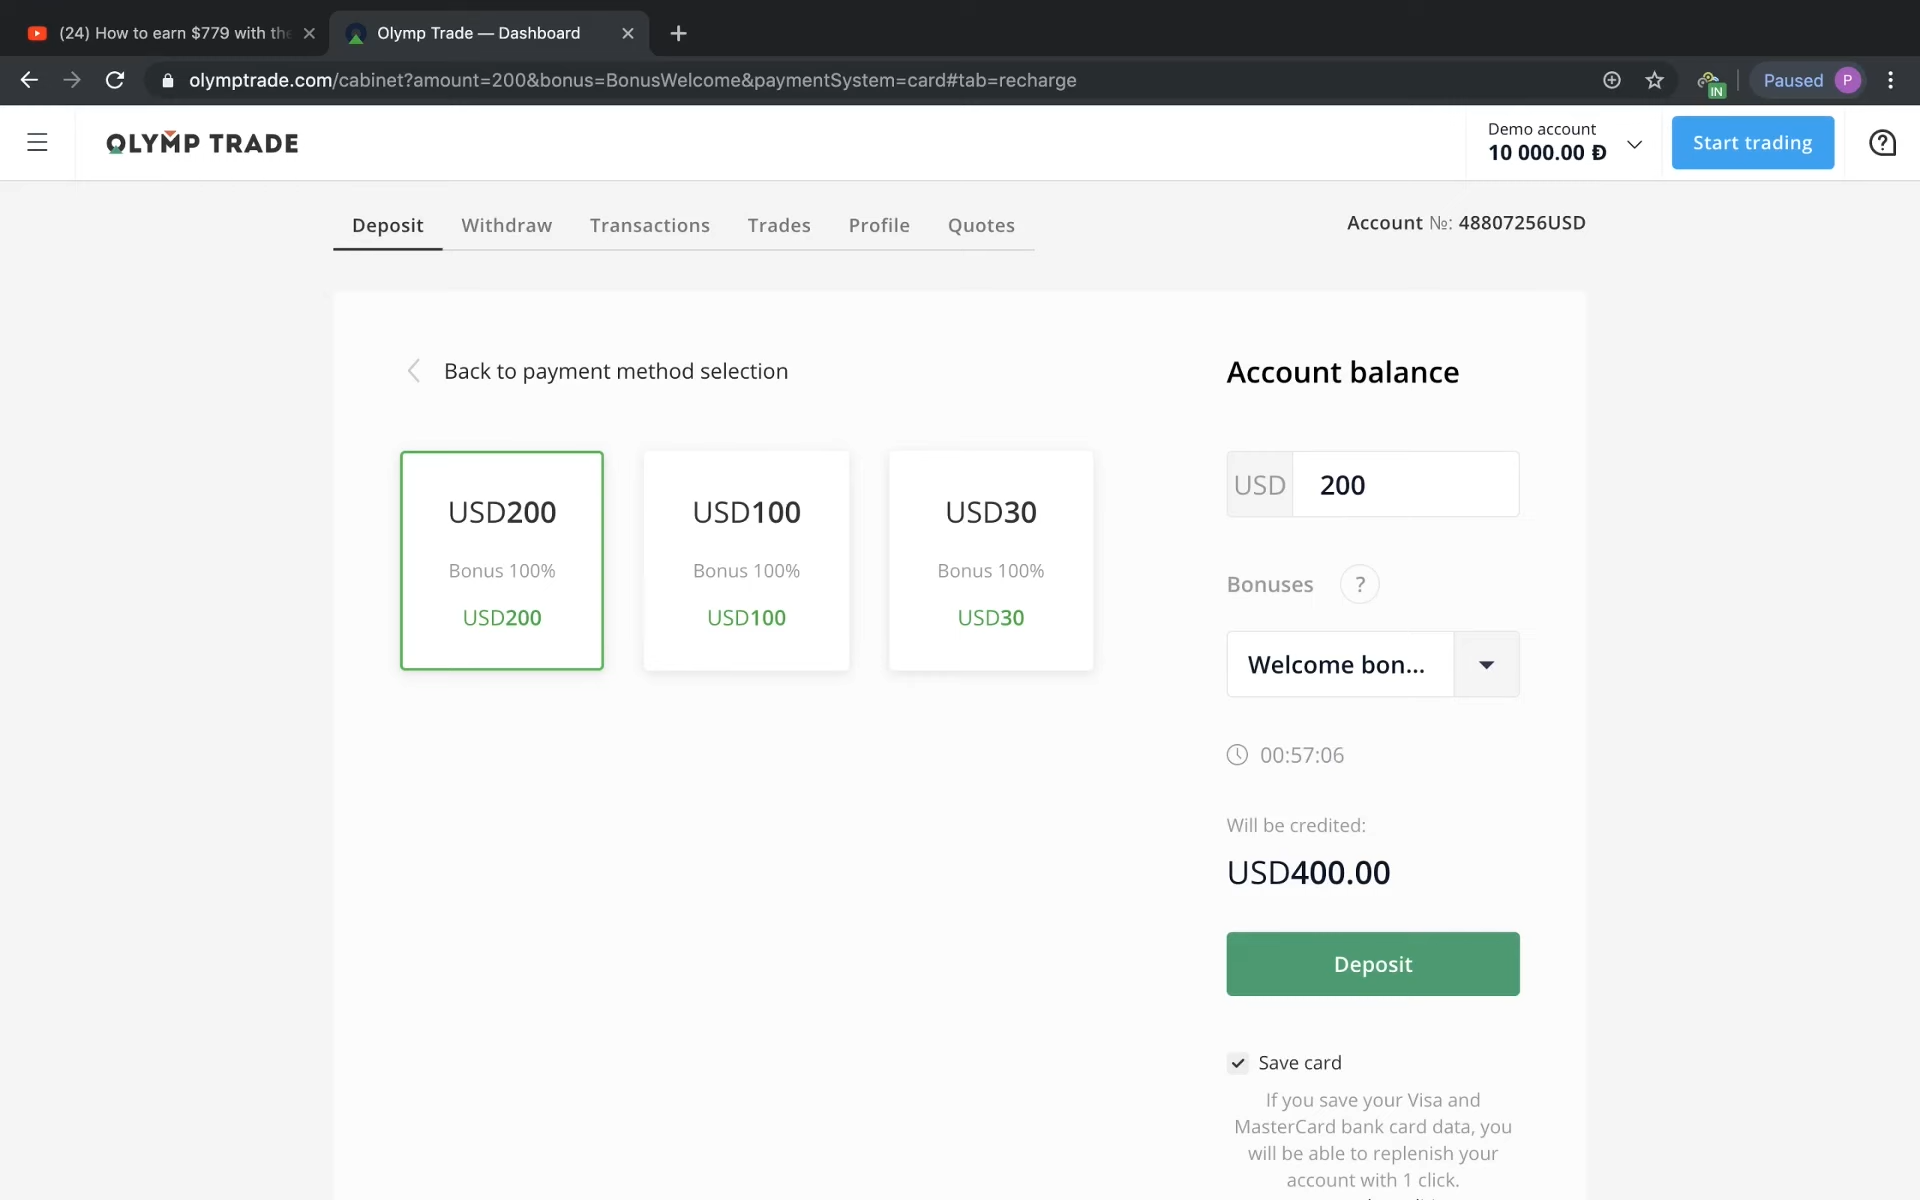 (24) How to earn $779 with the
Olymp Trade — Dashboard
olymptrade.com/cabinet?amount=200&bonus=BonusWelcome&paymentSystem=card#tab=recharge
IN
Paused
P
OLYMP TRADE
Demo account
10 000.00 Đ
Start trading
?
Deposit
Withdraw
Transactions
Trades
Profile
Quotes
Account №: 48807256USD
Back to payment method selection
Account balance
USD200
Bonus 100%
USD200
USD100
Bonus 100%
USD100
USD30
Bonus 100%
USD30
USD 200
Bonuses ?
Welcome bon...
00:57:06
Will be credited:
USD400.00
Deposit
Save card
If you save your Visa and
MasterCard bank card data, you
will be able to replenish your
account with 1 click.